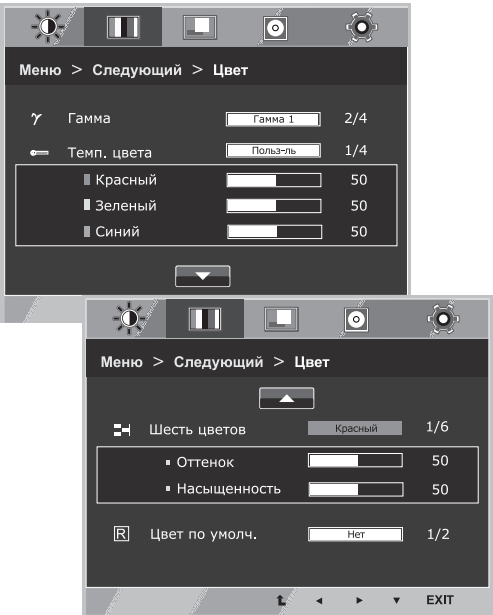 Меню > Следующий > Цвет
γ Гамма Гамма 1 2/4
Темп. цвета Польз-ль 1/4
Красный 50
Зеленый 50
Синий 50
Меню > Следующий > Цвет
Шесть цветов Красный 1/6
Оттенок 50
Насыщенность 50
R Цвет по умолч. Нет 1/2
EXIT